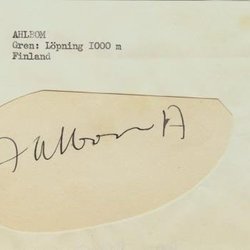 AHLBOM
Gren: Löpning 1000 m
Finland
Ahlbom A